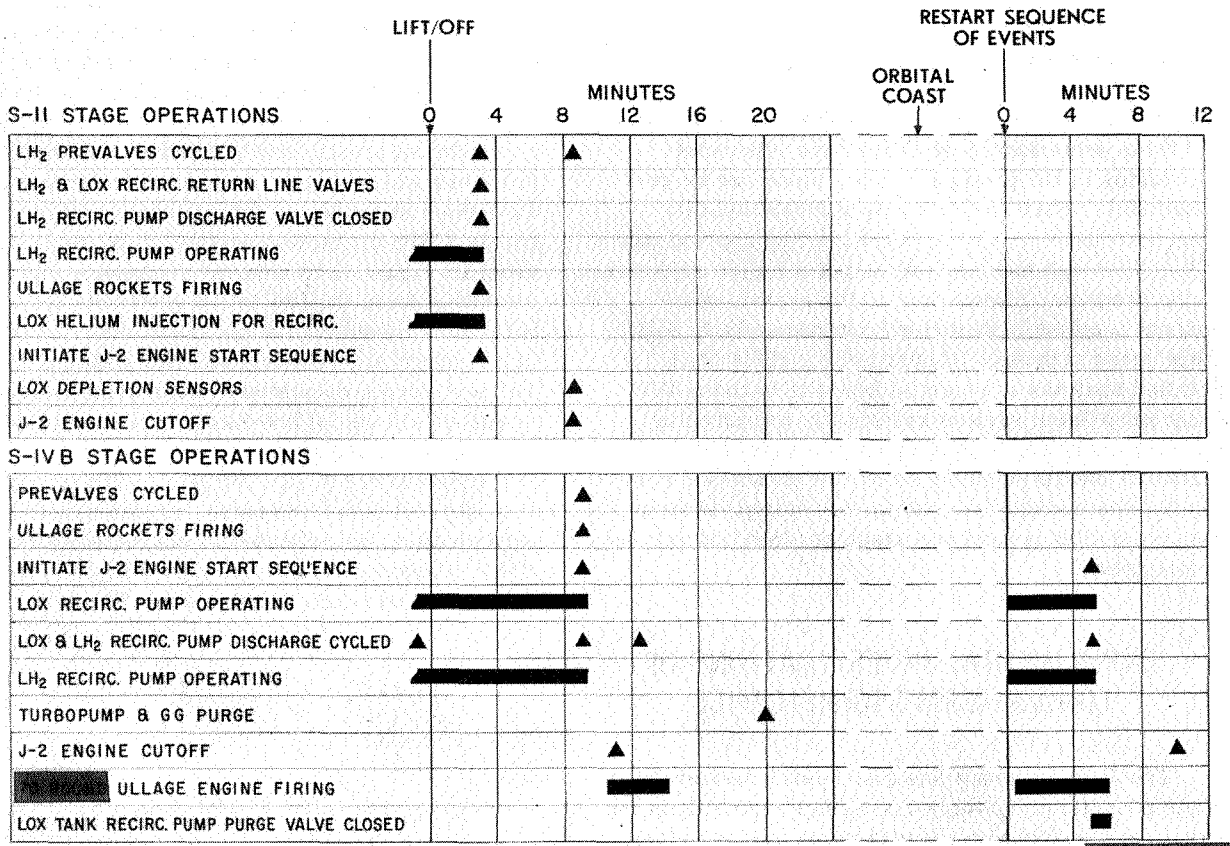 LIFT/OFF
RESTART SEQUENCE
OF EVENTS
ORBITAL
COAST
MINUTES
MINUTES
S-II STAGE OPERATIONS 0 4 8 12 16 20 0 4 8 12
LH₂ PREVALVES CYCLED
LH₂ & LOX RECIRC. RETURN LINE VALVES
LH₂ RECIRC. PUMP DISCHARGE VALVE CLOSED
LH₂ RECIRC. PUMP OPERATING
ULLAGE ROCKETS FIRING
LOX HELIUM INJECTION FOR RECIRC.
INITIATE J-2 ENGINE START SEQUENCE
LOX DEPLETION SENSORS
J-2 ENGINE CUTOFF
S-IVB STAGE OPERATIONS
PREVALVES CYCLED
ULLAGE ROCKETS FIRING
INITIATE J-2 ENGINE START SEQUENCE
LOX RECIRC. PUMP OPERATING
LOX & LH₂ RECIRC. PUMP DISCHARGE CYCLED
LH₂ RECIRC. PUMP OPERATING
TURBOPUMP & GG PURGE
J-2 ENGINE CUTOFF
ULLAGE ENGINE FIRING
LOX TANK RECIRC. PUMP PURGE VALVE CLOSED